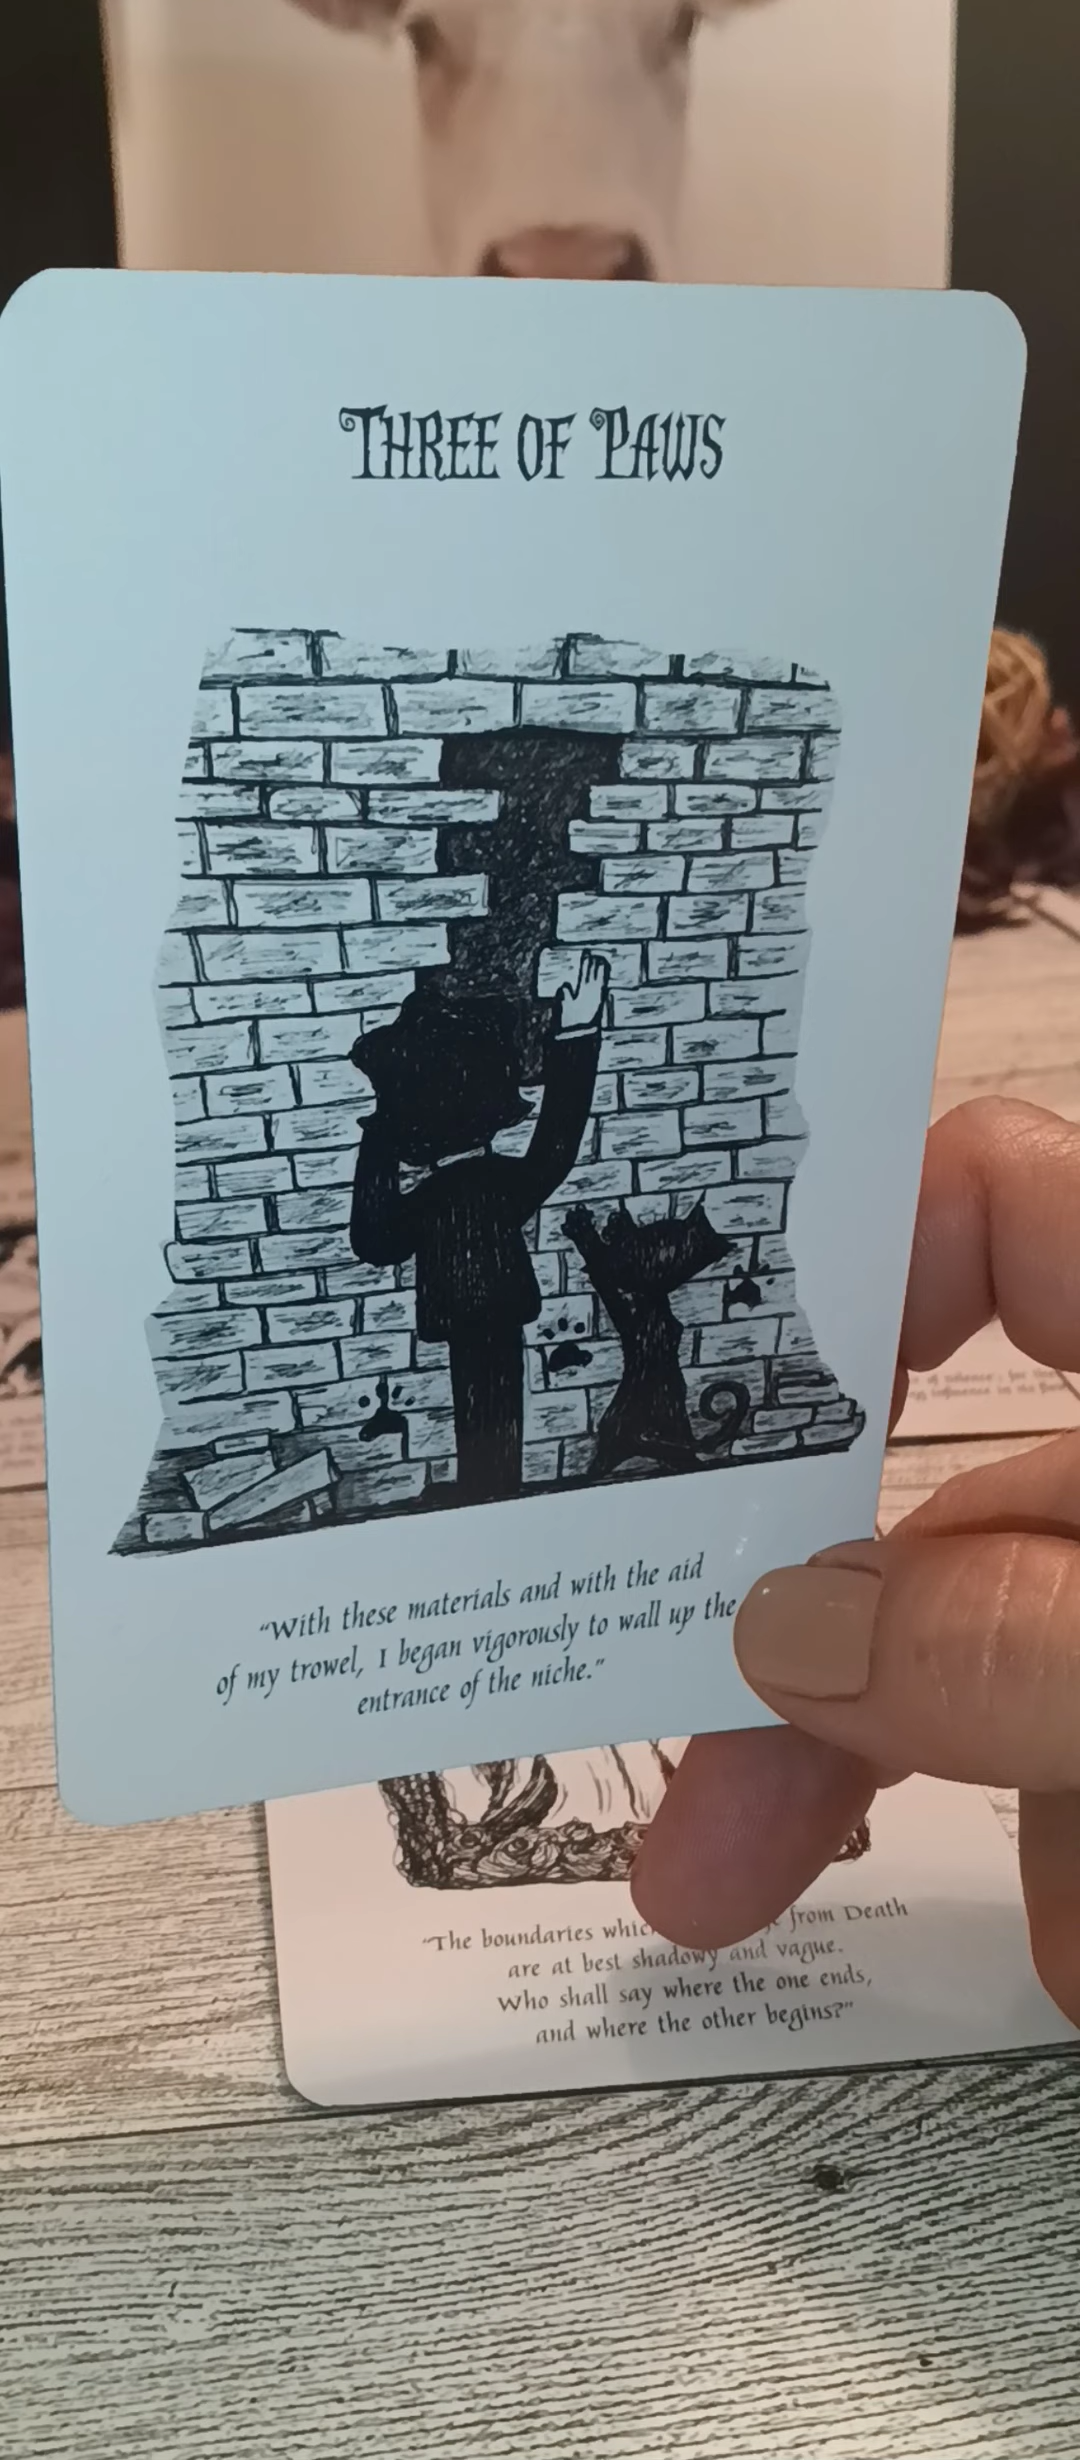 THREE OF PAWS
"With these materials and with the aid
of my trowel, I began vigorously to wall up the
entrance of the niche."
"The boundaries from Death
are at best shadowy and vague.
Who shall say where the one ends,
and where the other begins?"